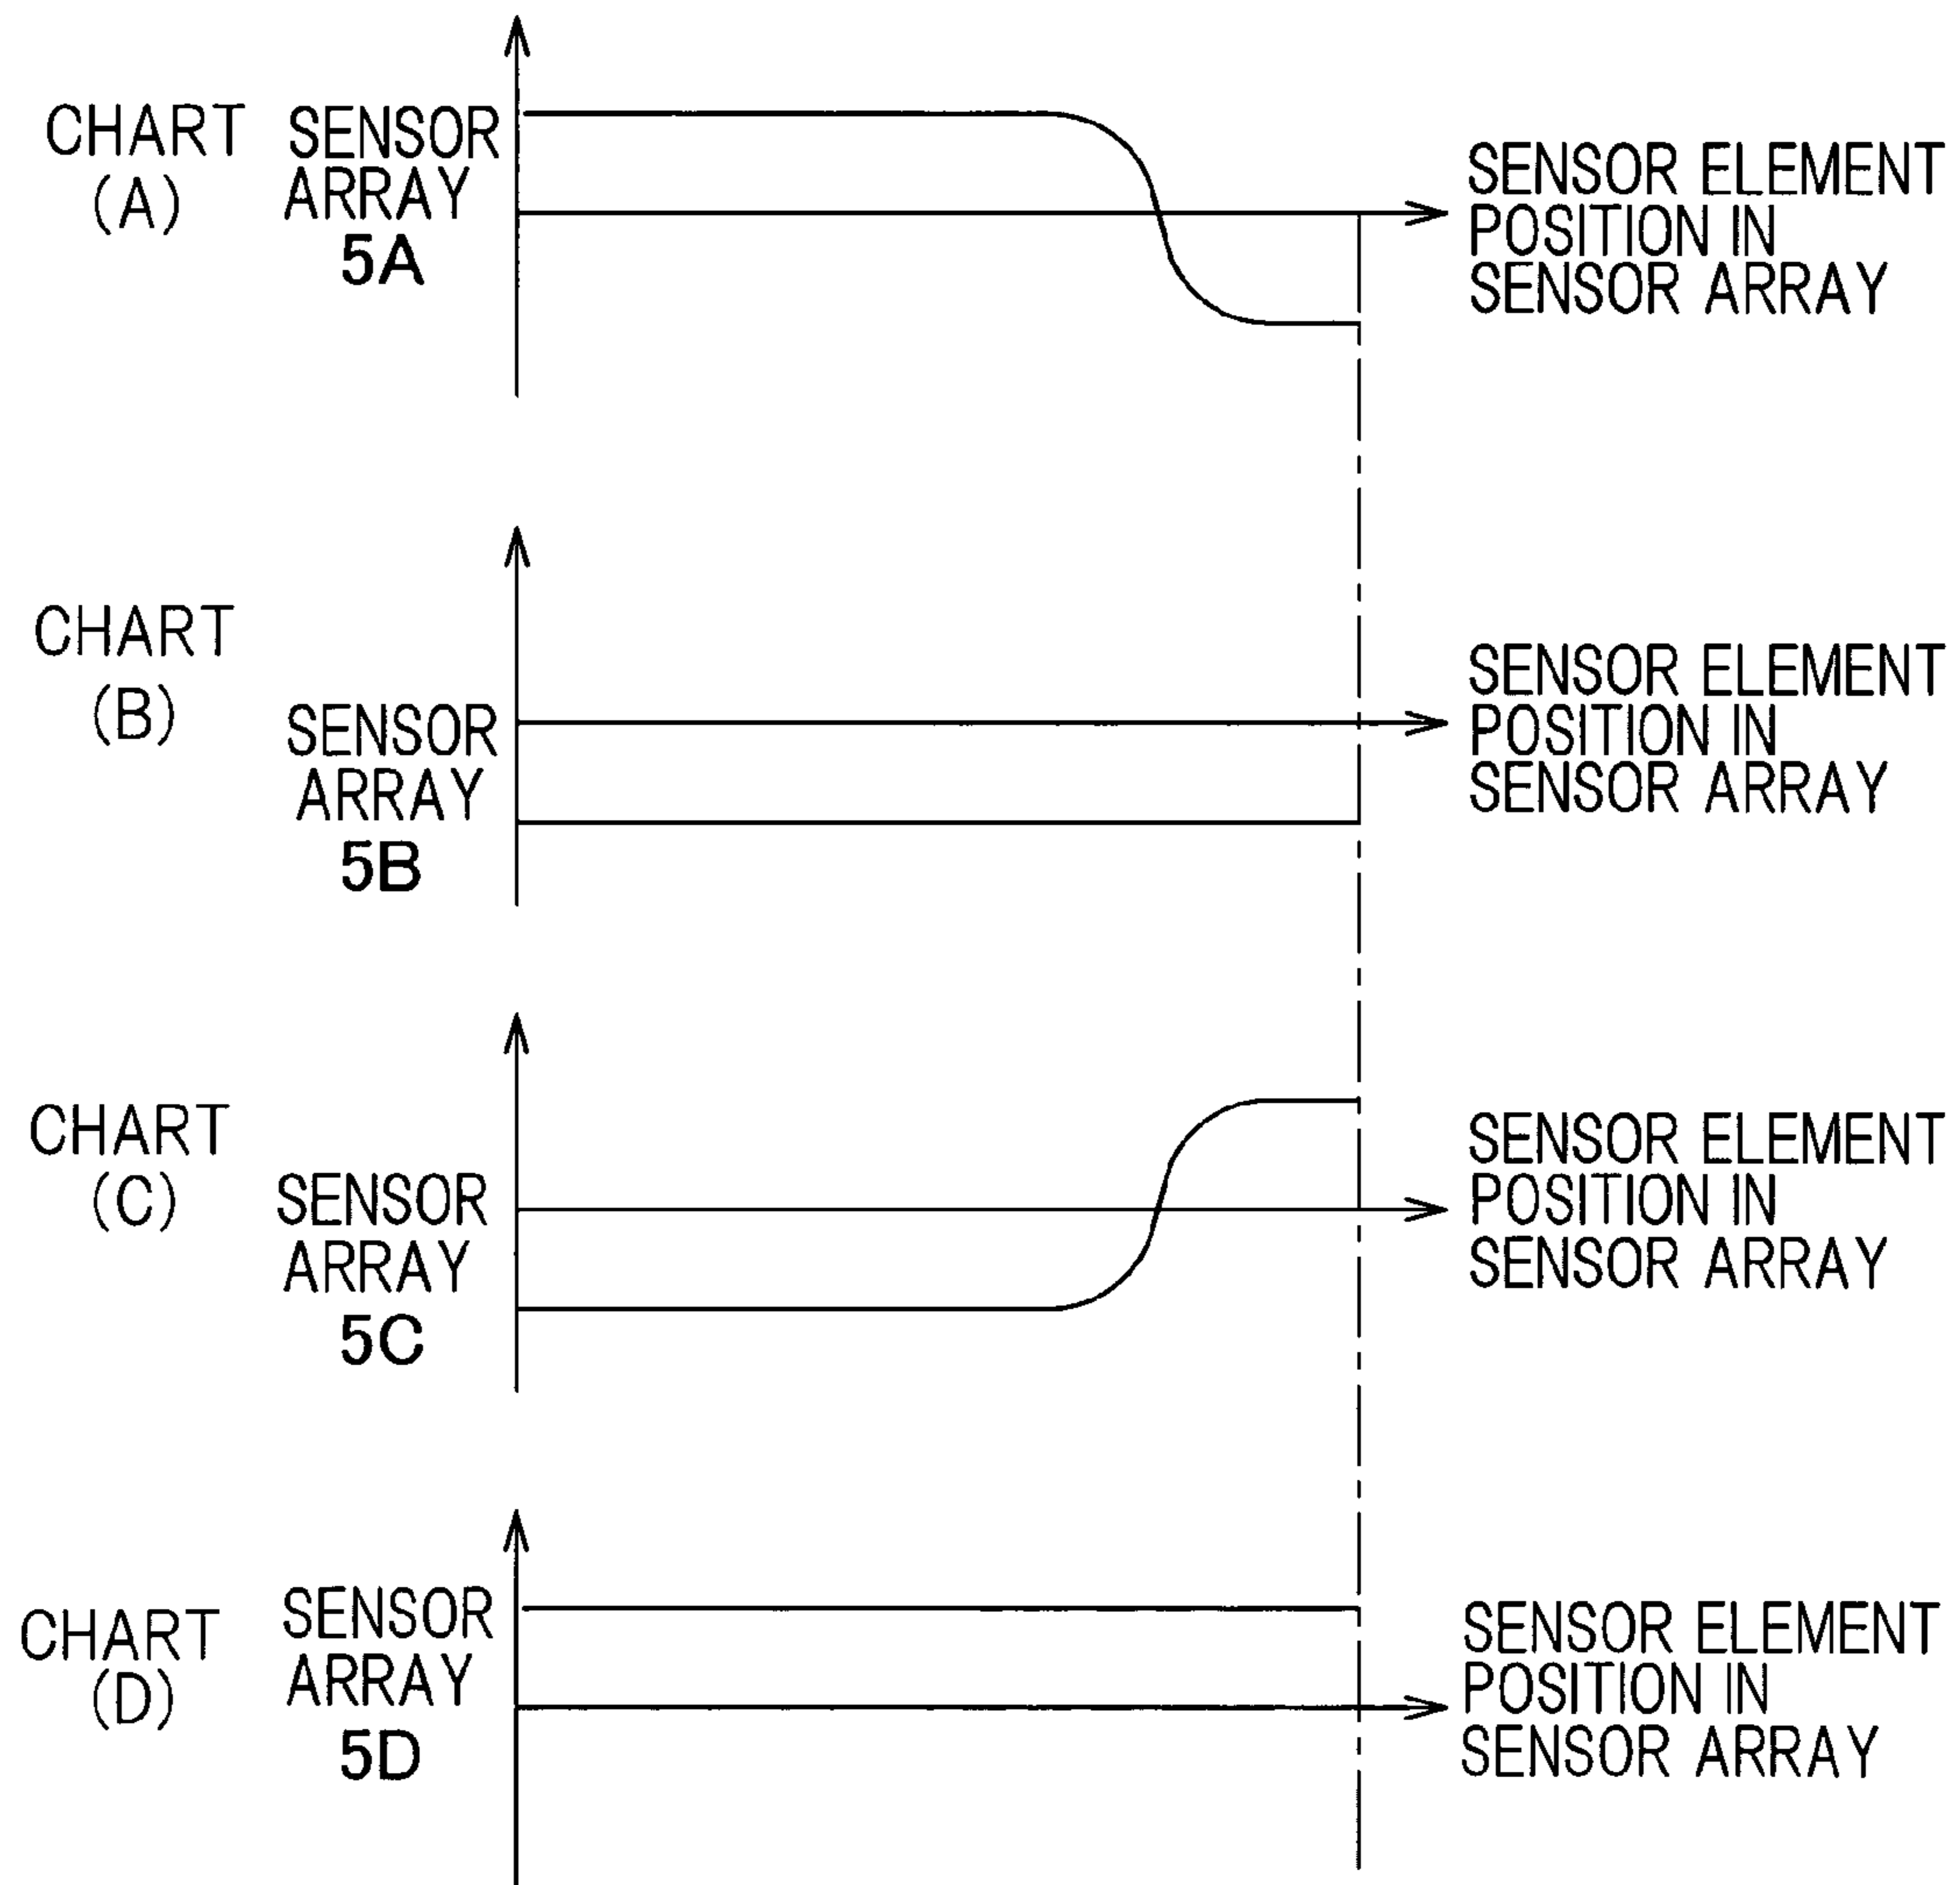 CHART
(A)
SENSOR
ARRAY
5A
SENSOR ELEMENT
POSITION IN
SENSOR ARRAY
CHART
(B)
SENSOR
ARRAY
5B
SENSOR ELEMENT
POSITION IN
SENSOR ARRAY
CHART
(C)
SENSOR
ARRAY
5C
SENSOR ELEMENT
POSITION IN
SENSOR ARRAY
CHART
(D)
SENSOR
ARRAY
5D
SENSOR ELEMENT
POSITION IN
SENSOR ARRAY